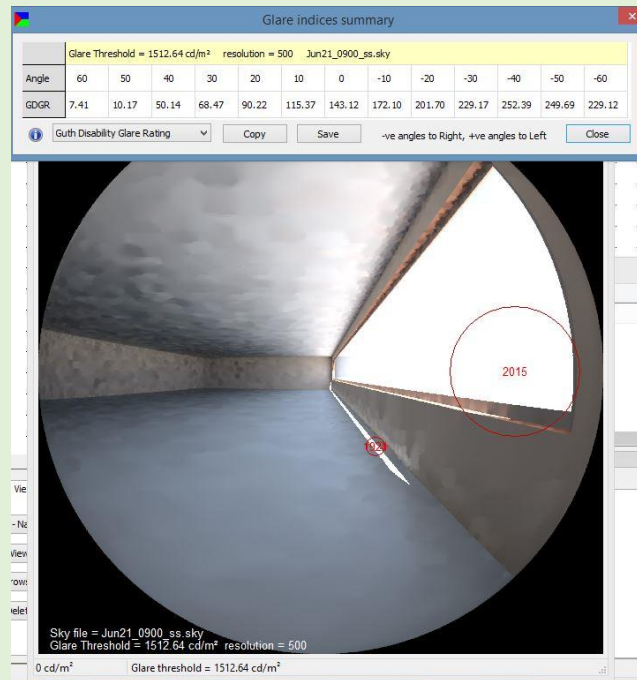 Glare indices summary
Glare Threshold = 1512.64 cd/m² resolution = 500 Jun21_0900_ss.sky
Angle 60 50 40 30 20 10 0 -10 -20 -30 -40 -50 -60
GDGR 7.41 10.17 50.14 68.47 90.22 115.37 143.12 172.10 201.70 229.17 252.39 249.69 229.12
Guth Disability Glare Rating Copy Save -ve angles to Right, +ve angles to Left Close
2015
Vie
- Na
Sky file = Jun21_0900_ss.sky
Glare Threshold = 1512.64 cd/m² resolution = 500
0 cd/m² Glare threshold = 1512.64 cd/m²